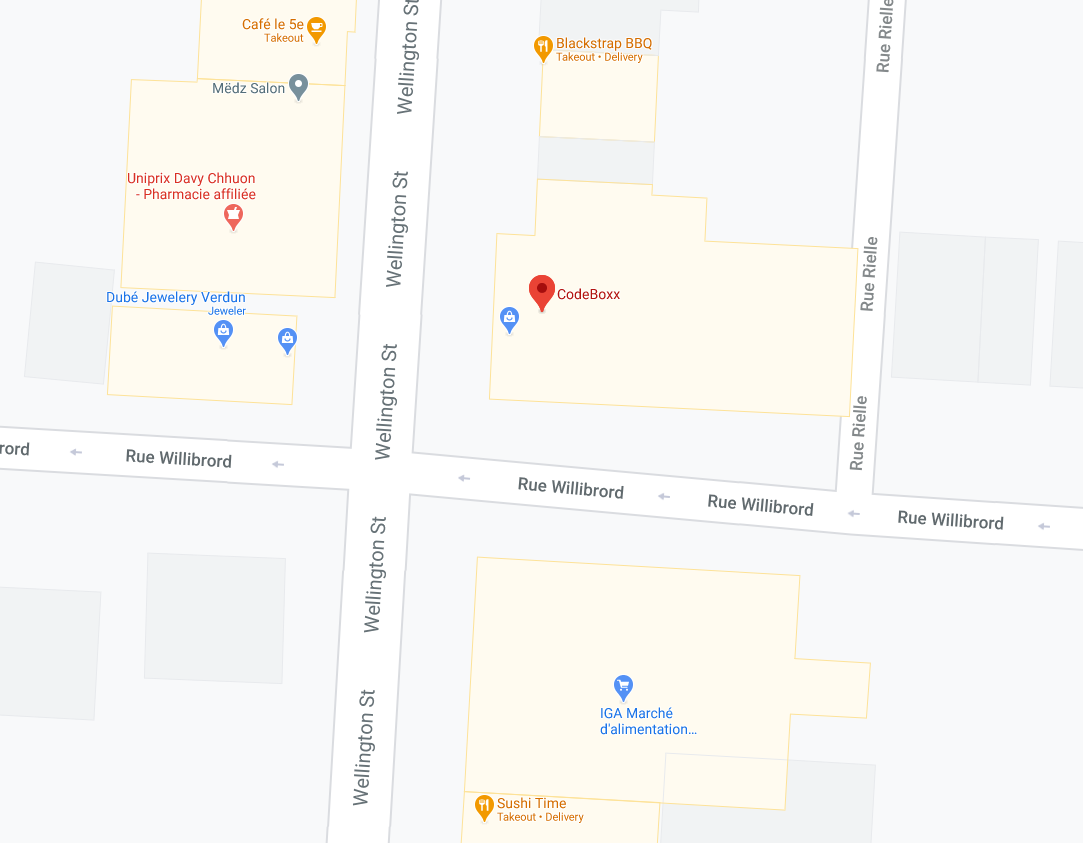 Café le 5e
Takeout
Wellington St
Blackstrap BBQ
Takeout • Delivery
Rue Rielle
Mëdz Salon
Uniprix Davy Chhuon
- Pharmacie affiliée
Wellington St
Rue Rielle
Dubé Jewelery Verdun
Jeweler
CodeBoxx
Wellington St
Rue Rielle
rord
Rue Willibrord
Rue Willibrord
Rue Willibrord
Rue Willibrord
Wellington St
IGA Marché
d'alimentation...
Wellington St
Sushi Time
Takeout • Delivery